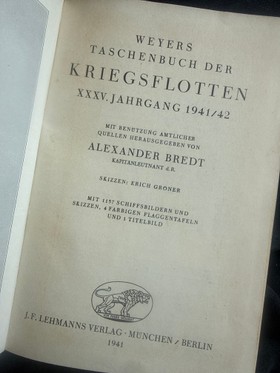 WEYERS
TASCHENBUCH DER
KRIEGSFLOTTEN
XXXV. JAHRGANG 1941/42
MIT BENUTZUNG AMTLICHER
QUELLEN HERAUSGEGEBEN VON
ALEXANDER BREDT
KAPITÄNLEUTNANT d.R.
SKIZZEN: ERICH GRÖNER
MIT 1157 SCHIFFSBILDERN UND
SKIZZEN, 4 FARBIGEN FLAGGENTAFELN
UND 1 TITELBILD
J. F. LEHMANNS VERLAG · MÜNCHEN / BERLIN
1941